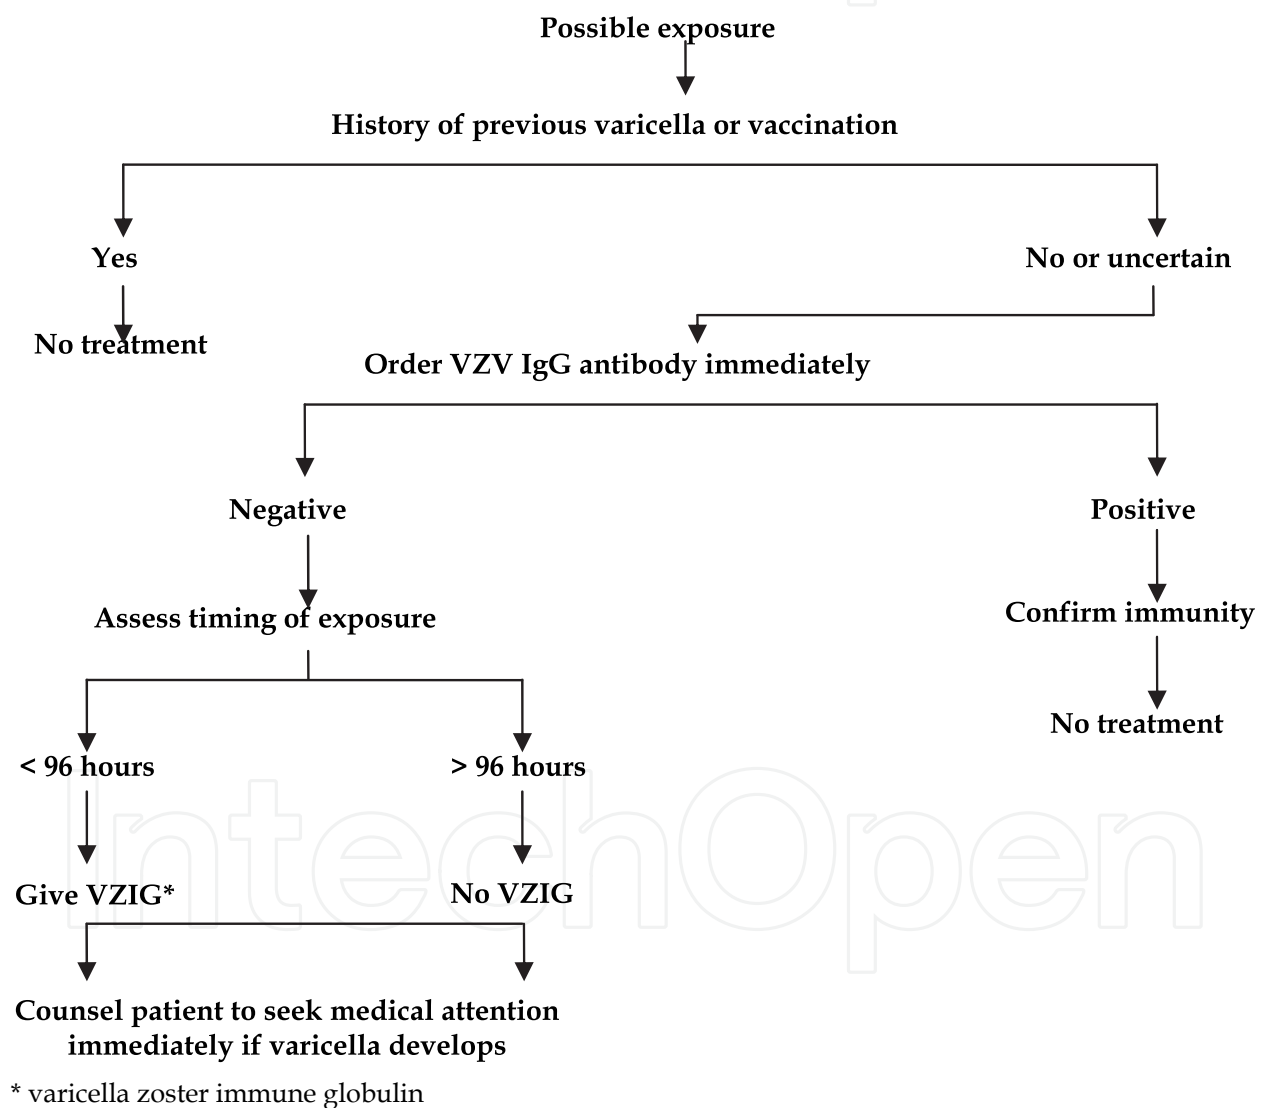 Possible exposure
History of previous varicella or vaccination
Yes
No or uncertain
No treatment
Order VZV IgG antibody immediately
Negative
Positive
Assess timing of exposure
Confirm immunity
No treatment
< 96 hours
> 96 hours
Give VZIG*
No VZIG
Counsel patient to seek medical attention
immediately if varicella develops
* varicella zoster immune globulin
IntechOpen